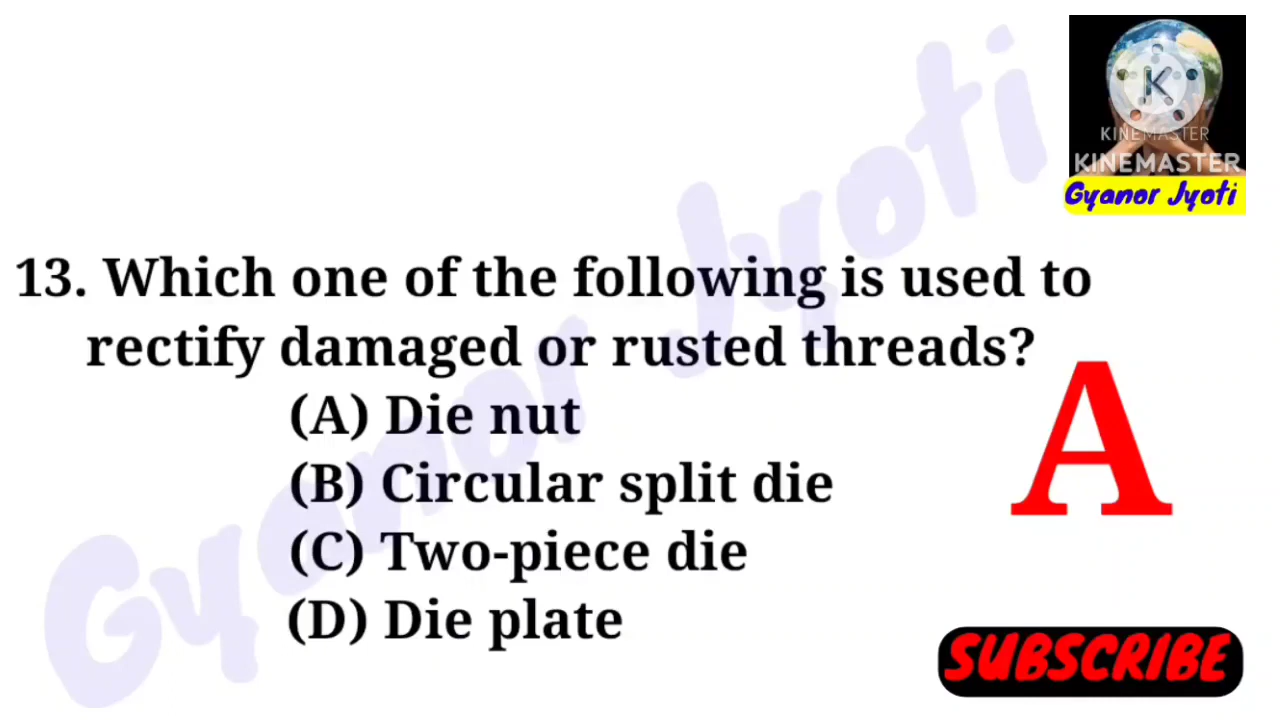 K
KINEMASTER
KINEMASTER
Gyanor Jyoti
Gyanor Jyoti
13. Which one of the following is used to
rectify damaged or rusted threads?
(A) Die nut
(B) Circular split die
(C) Two-piece die
(D) Die plate
A
SUBSCRIBE